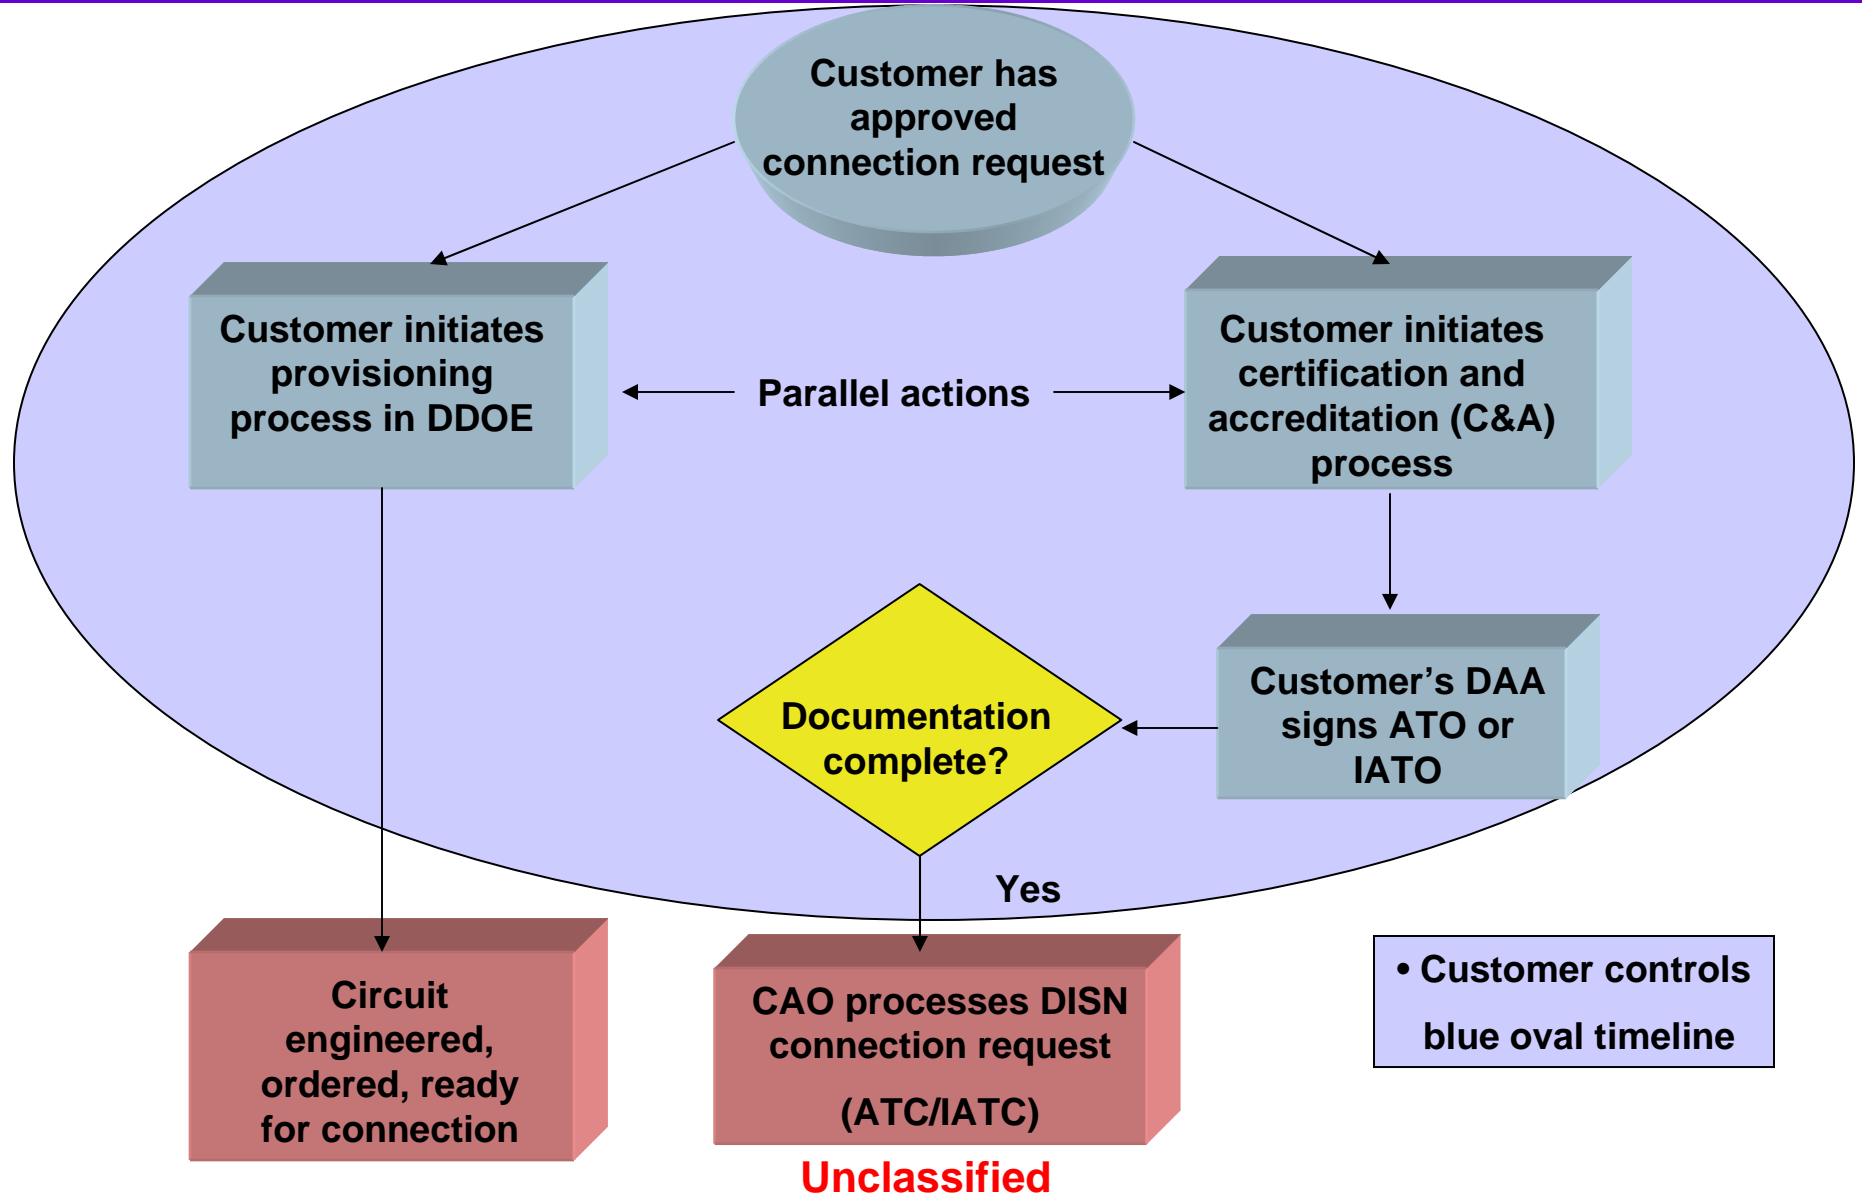 Customer has
approved
connection request
Customer initiates
provisioning
process in DDOE
Parallel actions
Customer initiates
certification and
accreditation (C&A)
process
Documentation
complete?
Customer’s DAA
signs ATO or
IATO
Yes
Circuit
engineered,
ordered, ready
for connection
CAO processes DISN
connection request
(ATC/IATC)
• Customer controls
blue oval timeline
Unclassified